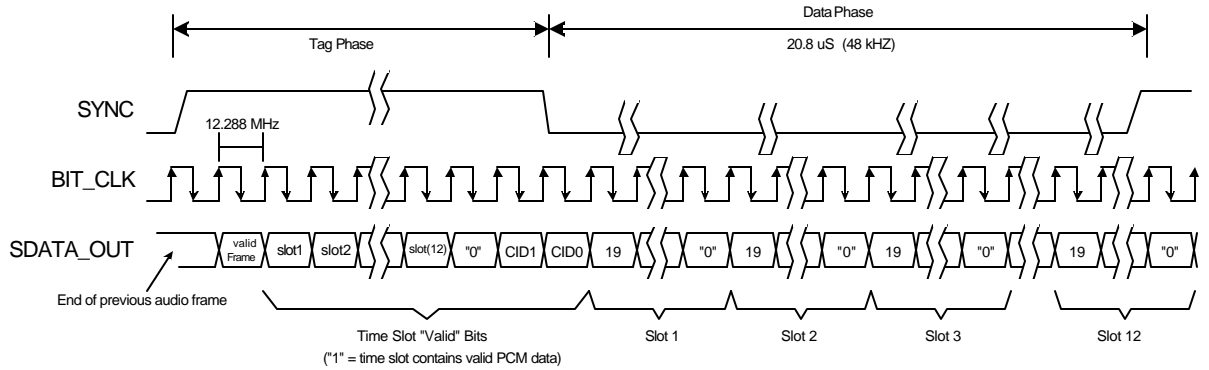 Data Phase
Tag Phase
20.8 uS (48 kHZ)
SYNC
12.288 MHz
BIT_CLK
SDATA_OUT
valid
Frame
slot1
slot2
slot(12)
"0"
CID1
CID0
19
"0"
19
"0"
19
"0"
19
"0"
End of previous audio frame
Time Slot "Valid" Bits
("1" = time slot contains valid PCM data)
Slot 1
Slot 2
Slot 3
Slot 12